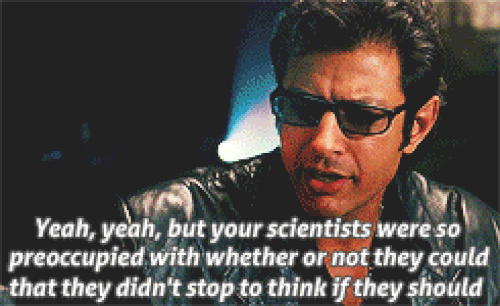 Yeah, yeah, but your scientists were so
preoccupied with whether or not they could
that they didn't stop to think if they should